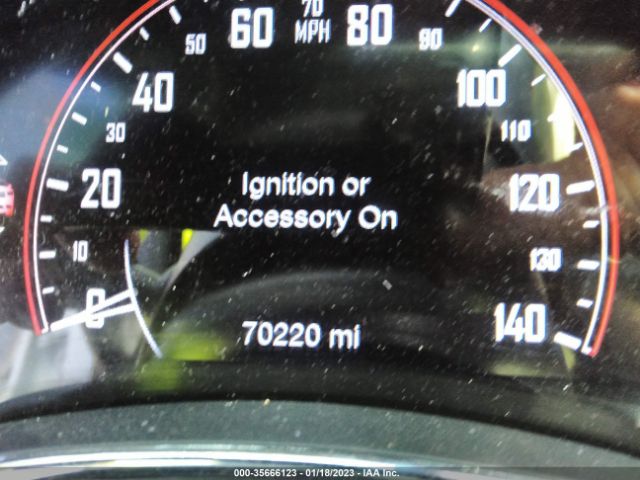 70
50 60 MPH 80 90
40 100
30 110
20 120
Ignition or
Accessory On
10 130
0 140
70220 mi
000-35666123 - 01/18/2023 - IAA Inc.